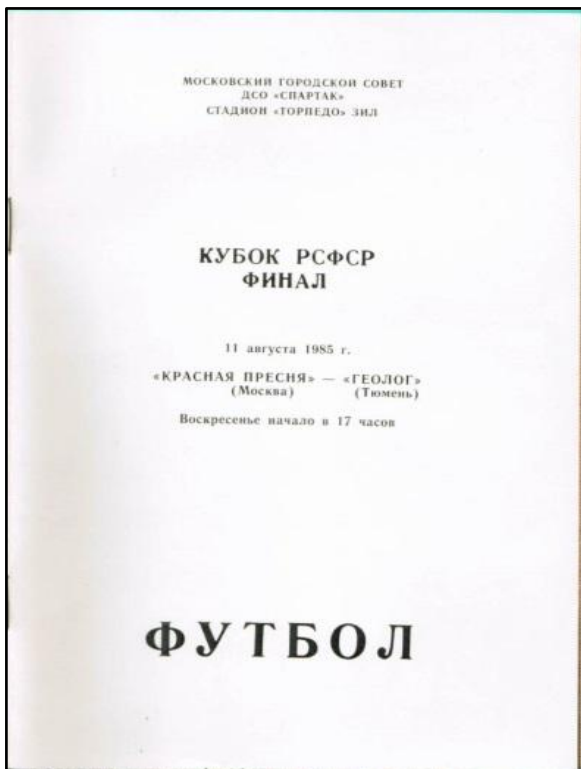 МОСКОВСКИЙ ГОРОДСКОЙ СОВЕТ
ДСО «СПАРТАК»
СТАДИОН «ТОРПЕДО» ЗИЛ
КУБОК РСФСР
ФИНАЛ
11 августа 1985 г.
«КРАСНАЯ ПРЕСНЯ» — «ГЕОЛОГ»
(Москва) (Тюмень)
Воскресенье начало в 17 часов
ФУТБОЛ